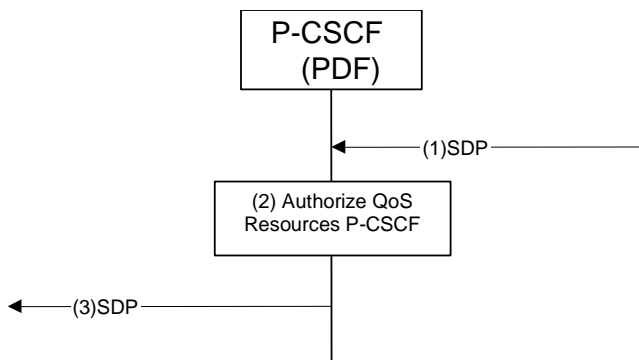 P-CSCF
(PDF)
(1)SDP
(2) Authorize QoS
Resources P-CSCF
(3)SDP